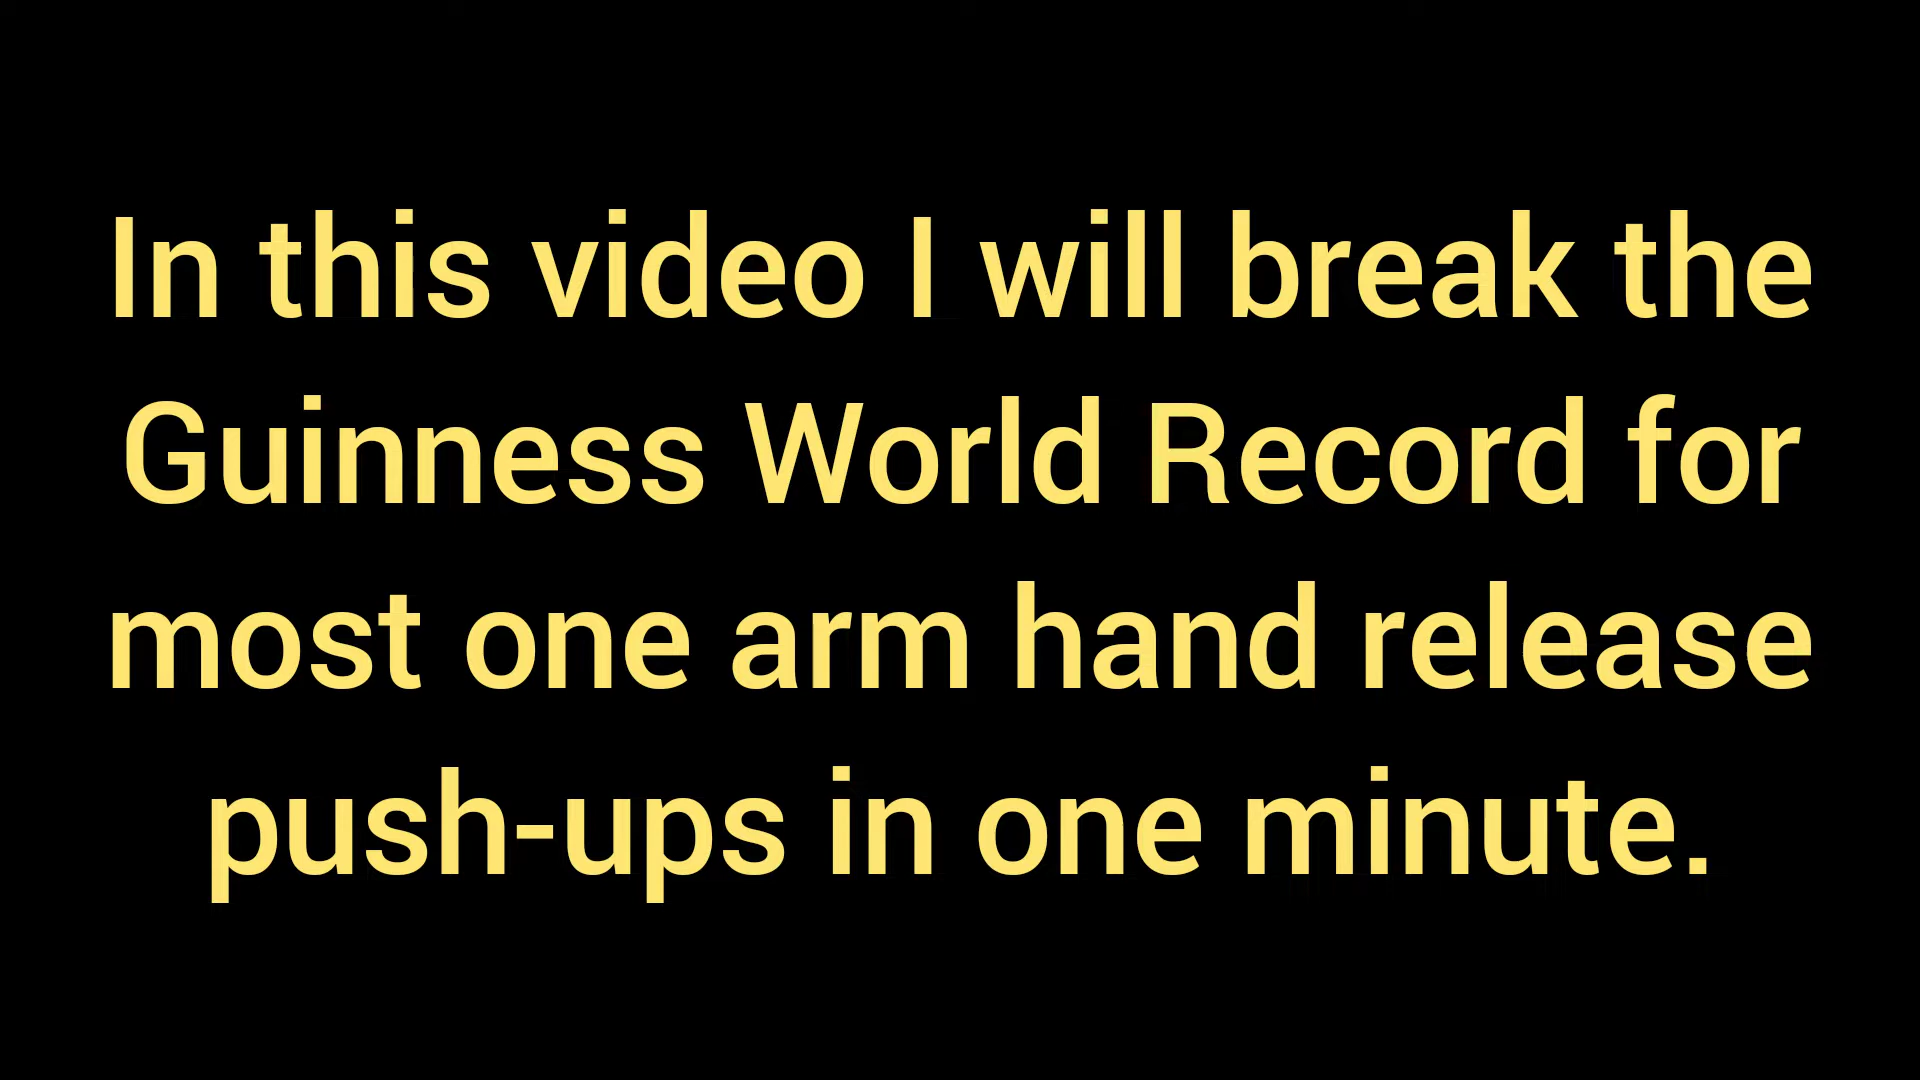 In this video I will break the
Guinness World Record for
most one arm hand release
push-ups in one minute.